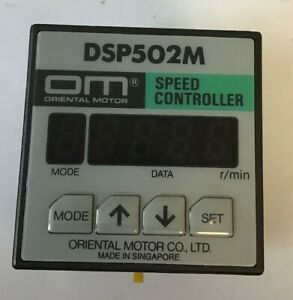 DSP502M
OM®
ORIENTAL MOTOR
SPEED
CONTROLLER
MODE DATA r/min
MODE SET
ORIENTAL MOTOR CO., LTD.
MADE IN SINGAPORE